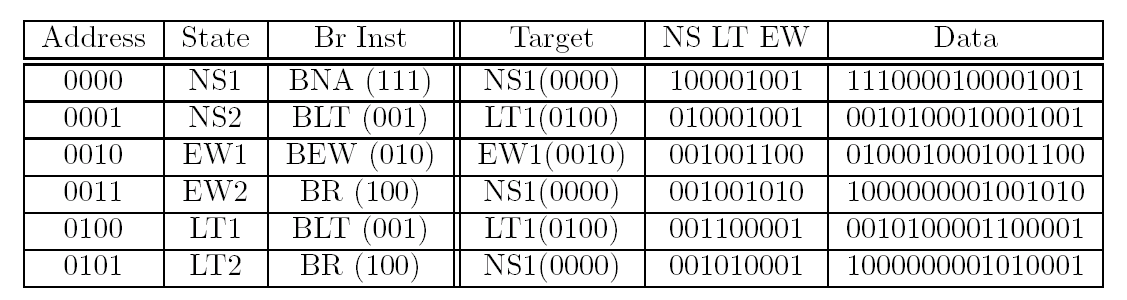 Address State Br Inst Target NS LT EW Data
0000 NS1 BNA (111) NS1(0000) 100001001 1110000100001001
0001 NS2 BLT (001) LT1(0100) 010001001 0010100010001001
0010 EW1 BEW (010) EW1(0010) 001001100 0100010001001100
0011 EW2 BR (100) NS1(0000) 001001010 1000000001001010
0100 LT1 BLT (001) LT1(0100) 001100001 0010100001100001
0101 LT2 BR (100) NS1(0000) 001010001 1000000001010001